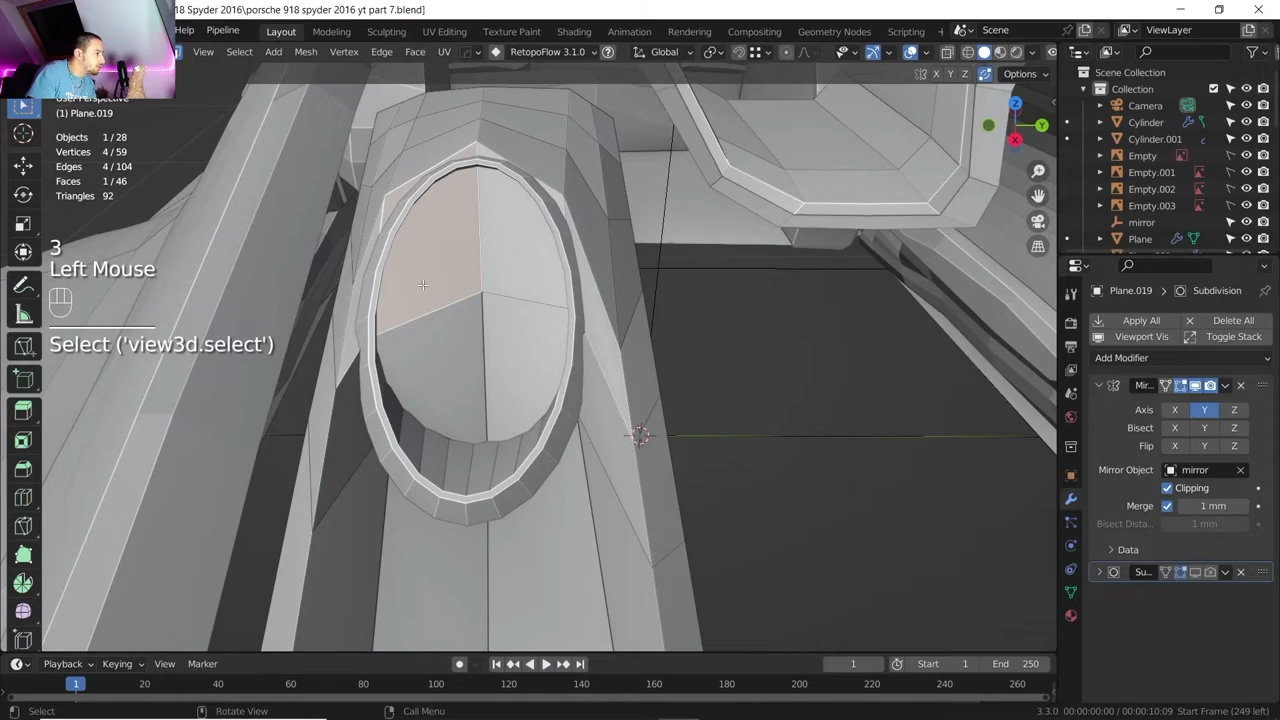 18 Spyder 2016\porsche 918 spyder 2016 yt part 7.blend]
der Pipeline Layout Modeling Sculpting UV Editing Texture Paint Shading Animation Rendering Compositing Geometry Nodes Scripting Scene ViewLayer
View Select Add Mesh Vertex Edge Face UV RetopoFlow 3.1.0 Global
X Y Z Options
User Perspective
(1) Plane.019
Objects 1 / 28
Vertices 4 / 59
Edges 4 / 104
Faces 1 / 46
Triangles 92
3
Left Mouse
Select ('view3d.select')
Z
Y
X
Scene Collection
Collection
Camera
Cylinder
Cylinder.001
Empty
Empty.001
Empty.002
Empty.003
mirror
Plane
Plane.019 Subdivision
Apply All Delete All
Viewport Vis Toggle Stack
Add Modifier
Mir...
Axis X Y Z
Bisect X Y Z
Flip X Y Z
Mirror Object mirror
Clipping
Merge 1 mm
Bisect Dista... 1 mm
Data
Su...
Playback Keying View Marker 1 Start 1 End 250
1 20 40 60 80 100 120 140 160 180 200 220 240 260
Select Rotate View Call Menu 3.3.0 00:00:00:00 / 00:00:10:09 Start Frame (249 left)